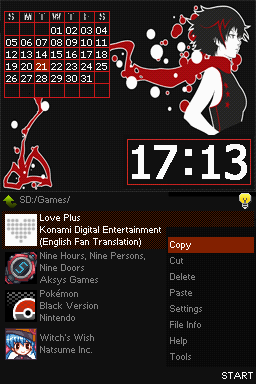 S M T W T F S
01 02 03 04
05 06 07 08 09 10 11
12 13 14 15 16 17 18
19 20 21 22 23 24 25
26 27 28 29 30 31
17:13
SD:/Games/
Love Plus
Konami Digital Entertainment
(English Fan Translation)
Nine Hours, Nine Persons,
Nine Doors
Aksys Games
Pokémon
Black Version
Nintendo
Witch's Wish
Natsume Inc.
Copy
Cut
Delete
Paste
Settings
File Info
Help
Tools
START